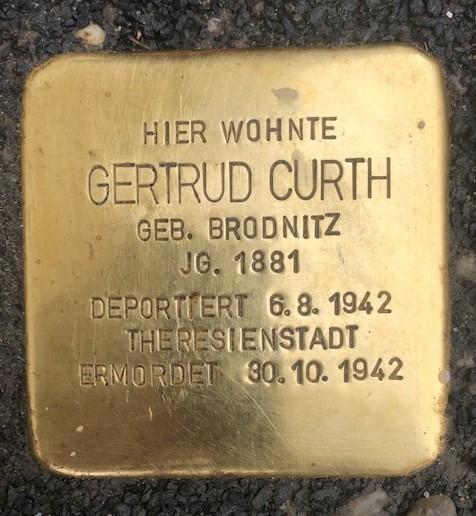 HIER WOHNTE
GERTRUD CURTH
GEB. BRODNITZ
JG. 1881
DEPORTIERT 6.8.1942
THERESIENSTADT
ERMORDET 30.10.1942